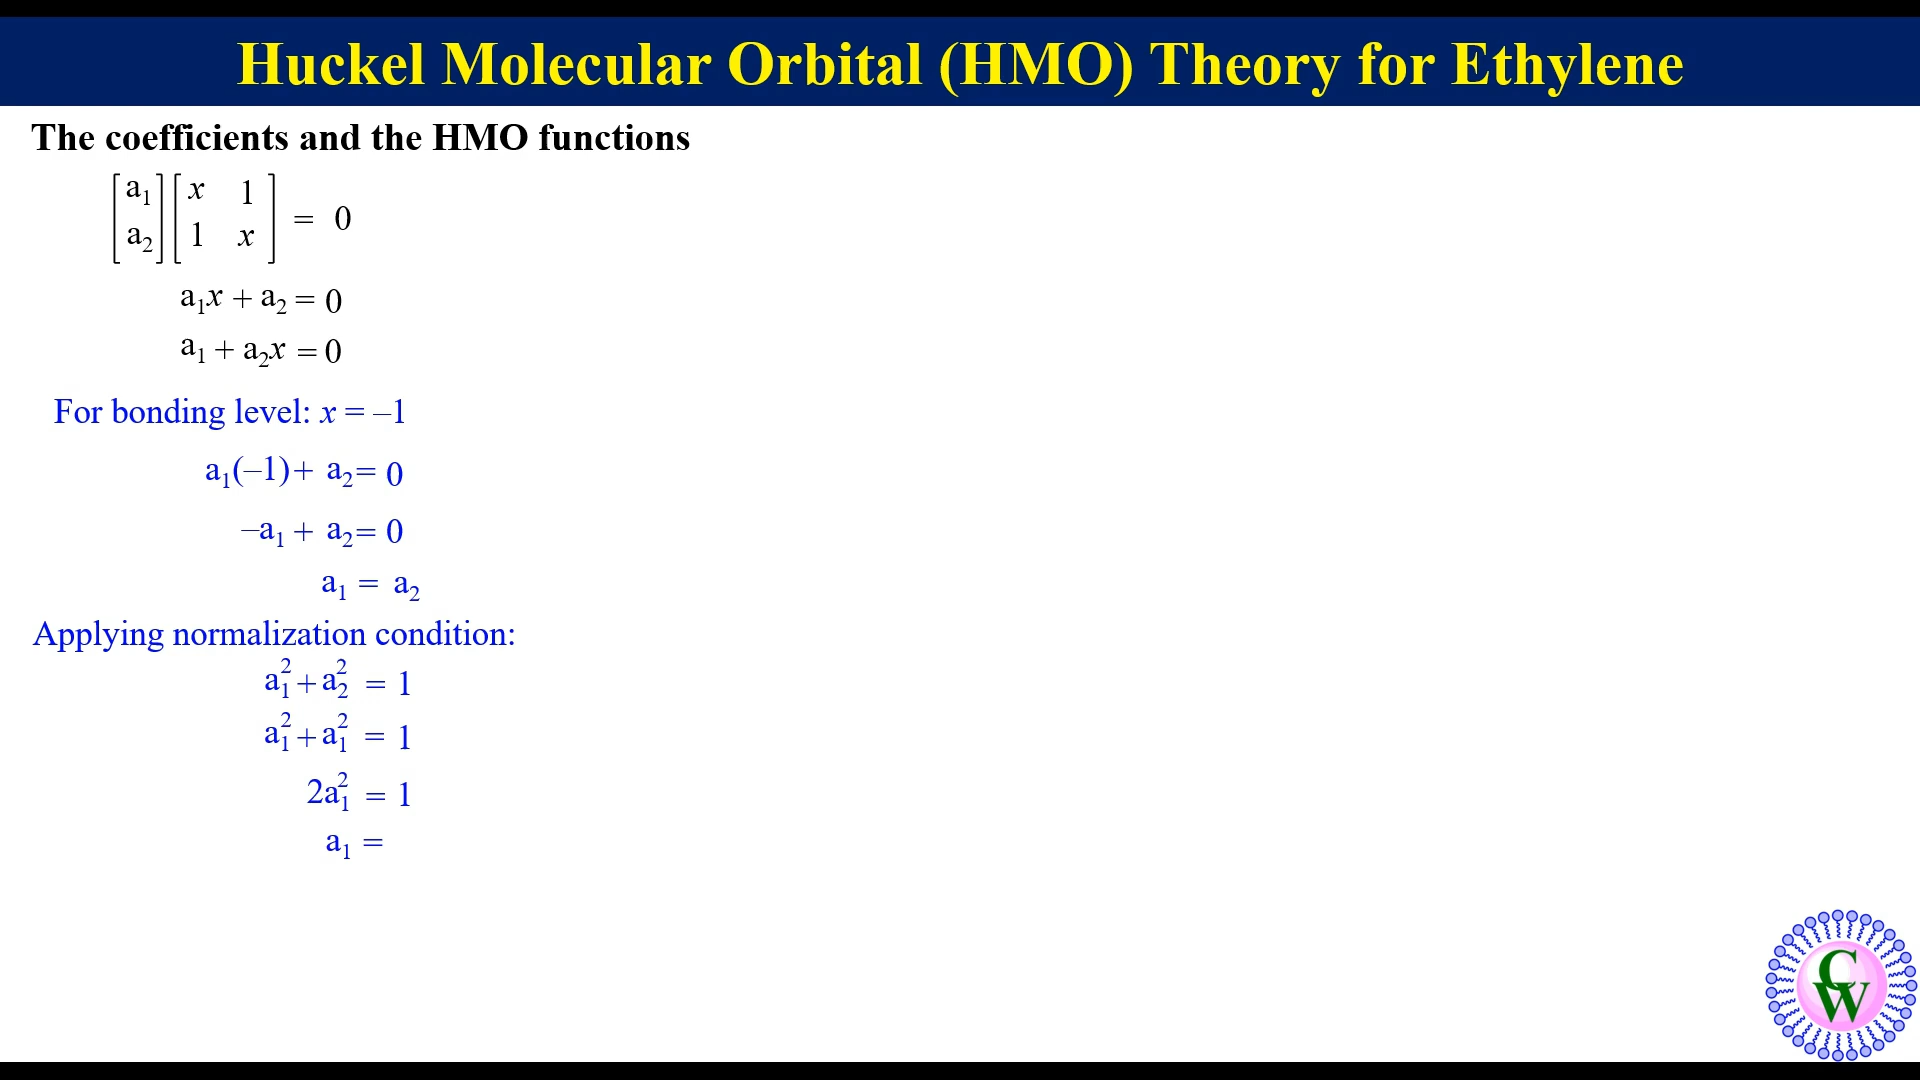 Huckel Molecular Orbital (HMO) Theory for Ethylene
The coefficients and the HMO functions
[a₁ a₂] [x 1 1 x] = 0
a₁x + a₂ = 0
a₁ + a₂x = 0
For bonding level: x = –1
a₁(–1) + a₂ = 0
–a₁ + a₂ = 0
a₁ = a₂
Applying normalization condition:
a₁² + a₂² = 1
a₁² + a₁² = 1
2a₁² = 1
a₁ =
CW